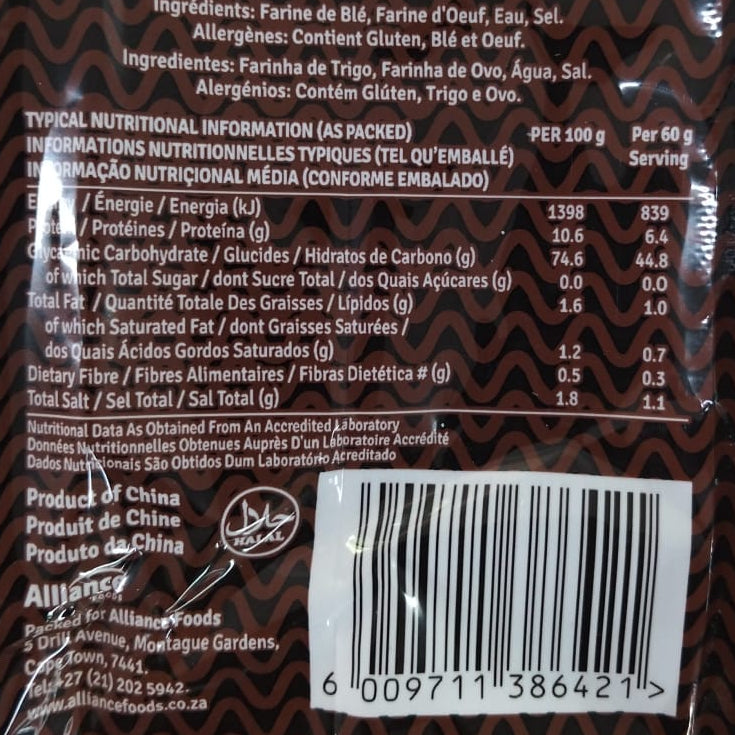 Ingrédients: Farine de Blé, Farine d'Oeuf, Eau, Sel.
Allergènes: Contient Gluten, Blé et Oeuf.
Ingredientes: Farinha de Trigo, Farinha de Ovo, Água, Sal.
Alergénios: Contém Glúten, Trigo e Ovo.
TYPICAL NUTRITIONAL INFORMATION (AS PACKED) PER 100 g Per 60 g
INFORMATIONS NUTRITIONNELLES TYPIQUES (TEL QU'EMBALLÉ) Serving
INFORMAÇÃO NUTRIÇIONAL MÉDIA (CONFORME EMBALADO)
/ Énergie / Energia (kJ) 1398 839
/ Protéines / Proteína (g) 10.6 6.4
Glycaemic Carbohydrate / Glucides / Hidratos de Carbono (g) 74.6 44.8
of which Total Sugar / dont Sucre Total / dos Quais Açúcares (g) 0.0 0.0
Total Fat / Quantité Totale Des Graisses / Lípidos (g) 1.6 1.0
of which Saturated Fat / dont Graisses Saturées /
dos Quais Ácidos Gordos Saturados (g) 1.2 0.7
Dietary Fibre / Fibres Alimentaires / Fibras Dietética # (g) 0.5 0.3
Total Salt / Sel Total / Sal Total (g) 1.8 1.1
Nutritional Data As Obtained From An Accredited Laboratory
Données Nutritionnelles Obtenues Auprès D'un Laboratoire Accrédité
Dados Nutricionais São Obtidos Dum Laboratório Acreditado
Product of China
Produit de Chine
Produto da China
حلال
HALAL
Alliance
FOODS
Packed for Alliance Foods
5 Drill Avenue, Montague Gardens,
Cape Town, 7441.
Tel: +27 (21) 202 5942.
www.alliancefoods.co.za
6 009711 386421 >